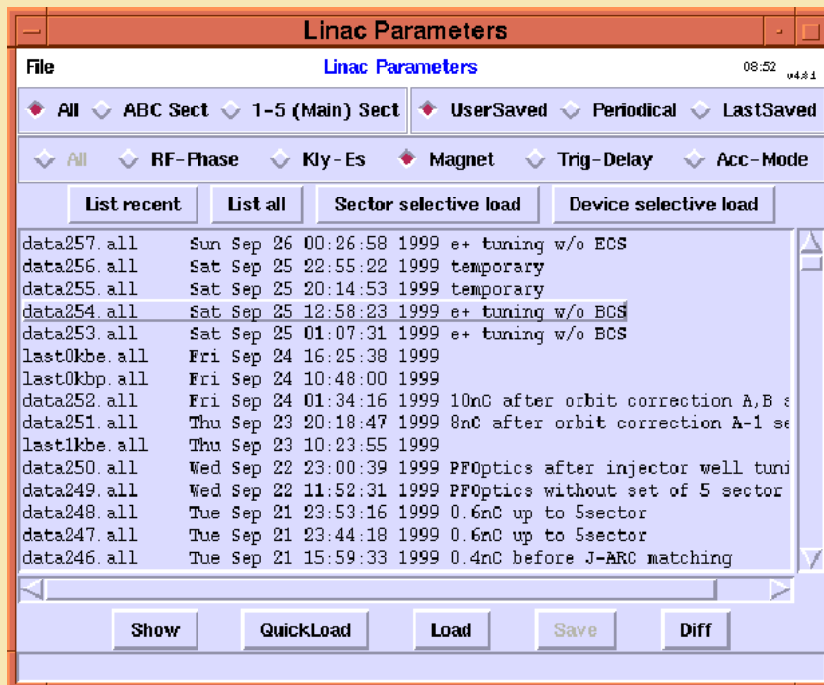 Linac Parameters
File Linac Parameters 08:52 v4.8.1
All ABC Sect 1-5 (Main) Sect UserSaved Periodical LastSaved
All RF-Phase Kly-Es Magnet Trig-Delay Acc-Mode
List recent List all Sector selective load Device selective load
data257.all Sun Sep 26 00:26:58 1999 e+ tuning w/o ECS
data256.all Sat Sep 25 22:55:22 1999 temporary
data255.all Sat Sep 25 20:14:53 1999 temporary
data254.all Sat Sep 25 12:58:23 1999 e+ tuning w/o BCS
data253.all Sat Sep 25 01:07:31 1999 e+ tuning w/o BCS
last0kbe.all Fri Sep 24 16:25:38 1999
last0kbp.all Fri Sep 24 10:48:00 1999
data252.all Fri Sep 24 01:34:16 1999 10nC after orbit correction A,B s
data251.all Thu Sep 23 20:18:47 1999 8nC after orbit correction A-1 se
last1kbe.all Thu Sep 23 10:23:55 1999
data250.all Wed Sep 22 23:00:39 1999 PFOptics after injector well tuni
data249.all Wed Sep 22 11:52:31 1999 PFOptics without set of 5 sector
data248.all Tue Sep 21 23:53:16 1999 0.6nC up to 5sector
data247.all Tue Sep 21 23:44:18 1999 0.6nC up to 5sector
data246.all Tue Sep 21 15:59:33 1999 0.4nC before J-ARC matching
Show QuickLoad Load Save Diff